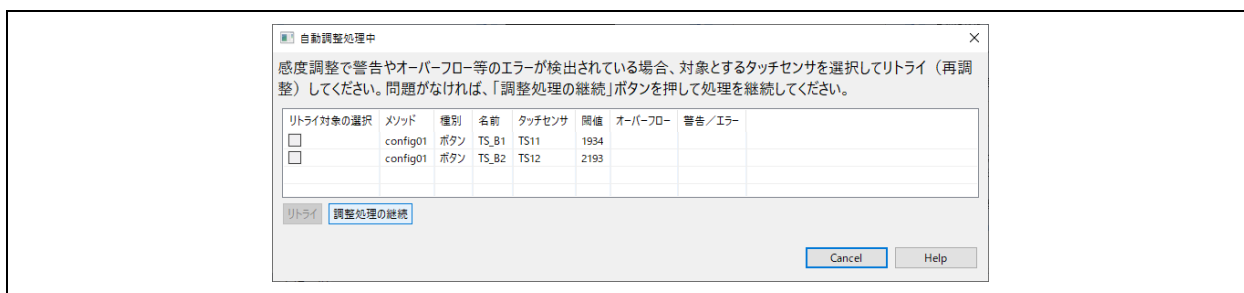 自動調整処理中
感度調整で警告やオーバーフロー等のエラーが検出されている場合、対象とするタッチセンサを選択してリトライ（再調
整）してください。問題がなければ、「調整処理の継続」ボタンを押して処理を継続してください。
リトライ対象の選択 メソッド 種別 名前 タッチセンサ 閾値 オーバーフロー 警告／エラー
config01 ボタン TS_B1 TS11 1934
config01 ボタン TS_B2 TS12 2193
リトライ 調整処理の継続
Cancel Help